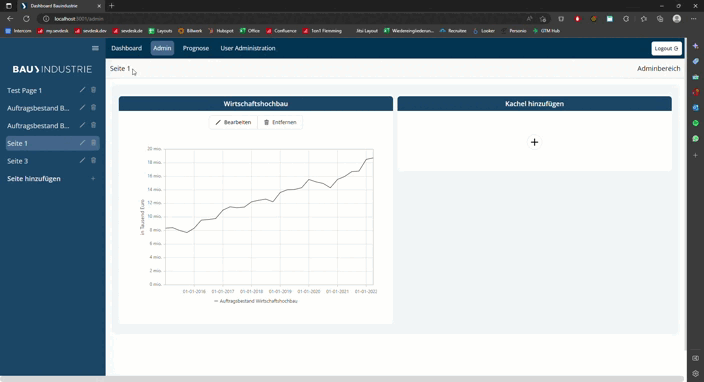 Dashboard Bauindustrie
localhost:3001/admin
Intercom my.sevdesk sevdesk.dev sevdesk.de Layouts Billwerk Hubspot Office Confluence 1on1 Flemming Jitsi Layout Wiedereingliederun... Recruitee Looker Personio GTM Hub
Dashboard Admin Prognose User Administration Logout
BAUINDUSTRIE
Seite 1
Adminbereich
Test Page 1
Auftragsbestand B...
Auftragsbestand B...
Seite 1
Seite 3
Seite hinzufügen
Wirtschaftshochbau
Bearbeiten Entfernen
in Tausend Euro
20 mio.
18 mio.
16 mio.
14 mio.
12 mio.
10 mio.
8 mio.
6 mio.
4 mio.
2 mio.
0 mio.
01-01-2016 01-01-2017 01-01-2018 01-01-2019 01-01-2020 01-01-2021 01-01-2022
Auftragsbestand Wirtschaftshochbau
Kachel hinzufügen